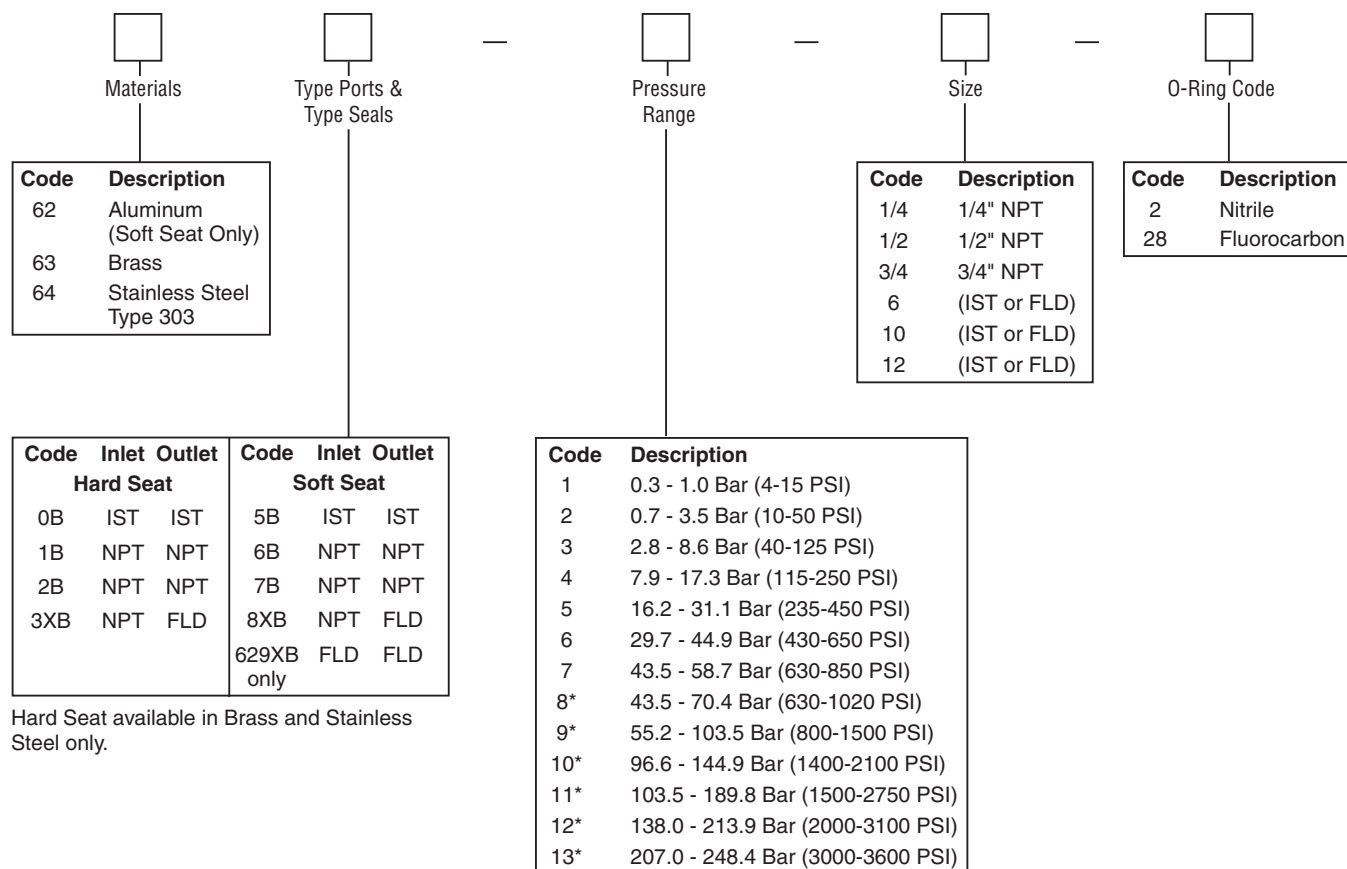 — — —
Materials
Type Ports &
Type Seals
Pressure
Range
Size
O-Ring Code
Code Description
62 Aluminum
(Soft Seat Only)
63 Brass
64 Stainless Steel
Type 303
Code Description
1/4 1/4" NPT
1/2 1/2" NPT
3/4 3/4" NPT
6 (IST or FLD)
10 (IST or FLD)
12 (IST or FLD)
Code Description
2 Nitrile
28 Fluorocarbon
Code Inlet Outlet
Hard Seat
0B IST IST
1B NPT NPT
2B NPT NPT
3XB NPT FLD
Code Inlet Outlet
Soft Seat
5B IST IST
6B NPT NPT
7B NPT NPT
8XB NPT FLD
629XB FLD FLD
only
Hard Seat available in Brass and Stainless
Steel only.
Code Description
1 0.3 - 1.0 Bar (4-15 PSI)
2 0.7 - 3.5 Bar (10-50 PSI)
3 2.8 - 8.6 Bar (40-125 PSI)
4 7.9 - 17.3 Bar (115-250 PSI)
5 16.2 - 31.1 Bar (235-450 PSI)
6 29.7 - 44.9 Bar (430-650 PSI)
7 43.5 - 58.7 Bar (630-850 PSI)
8* 43.5 - 70.4 Bar (630-1020 PSI)
9* 55.2 - 103.5 Bar (800-1500 PSI)
10* 96.6 - 144.9 Bar (1400-2100 PSI)
11* 103.5 - 189.8 Bar (1500-2750 PSI)
12* 138.0 - 213.9 Bar (2000-3100 PSI)
13* 207.0 - 248.4 Bar (3000-3600 PSI)